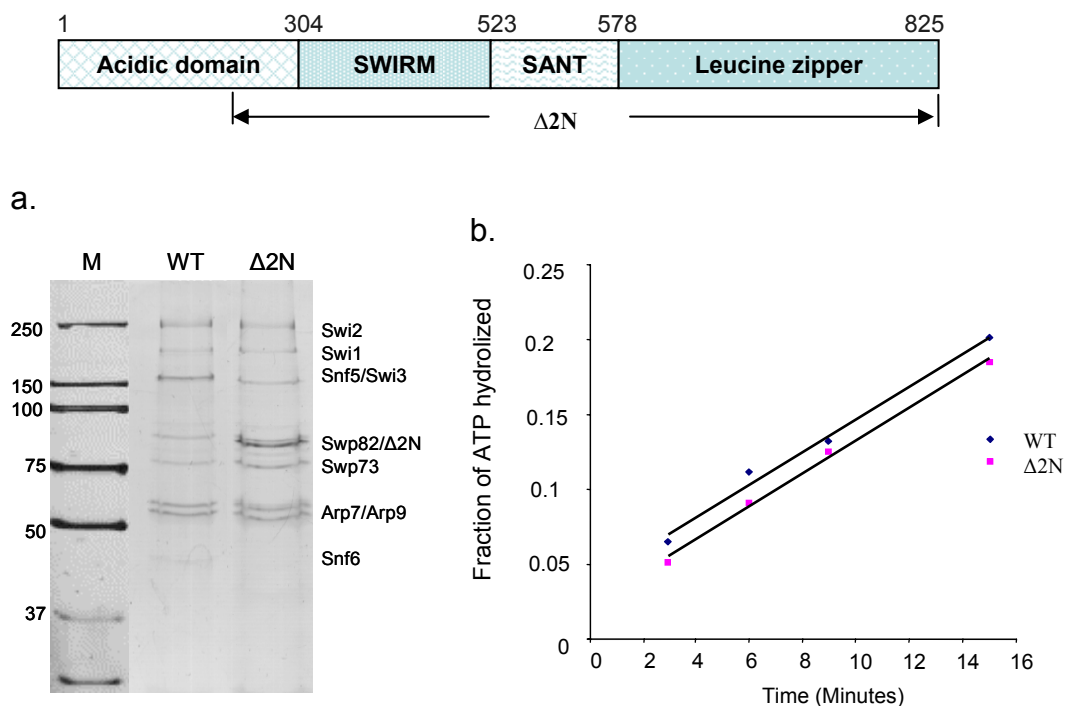 1 304 523 578 825
Acidic domain SWIRM SANT Leucine zipper
Δ2N
a.
M WT Δ2N
250
150
100
75
50
37
Swi2
Swi1
Snf5/Swi3
Swp82/Δ2N
Swp73
Arp7/Arp9
Snf6
b.
Fraction of ATP hydrolized
0.25
0.2
0.15
0.1
0.05
0
0 2 4 6 8 10 12 14 16
Time (Minutes)
WT
Δ2N